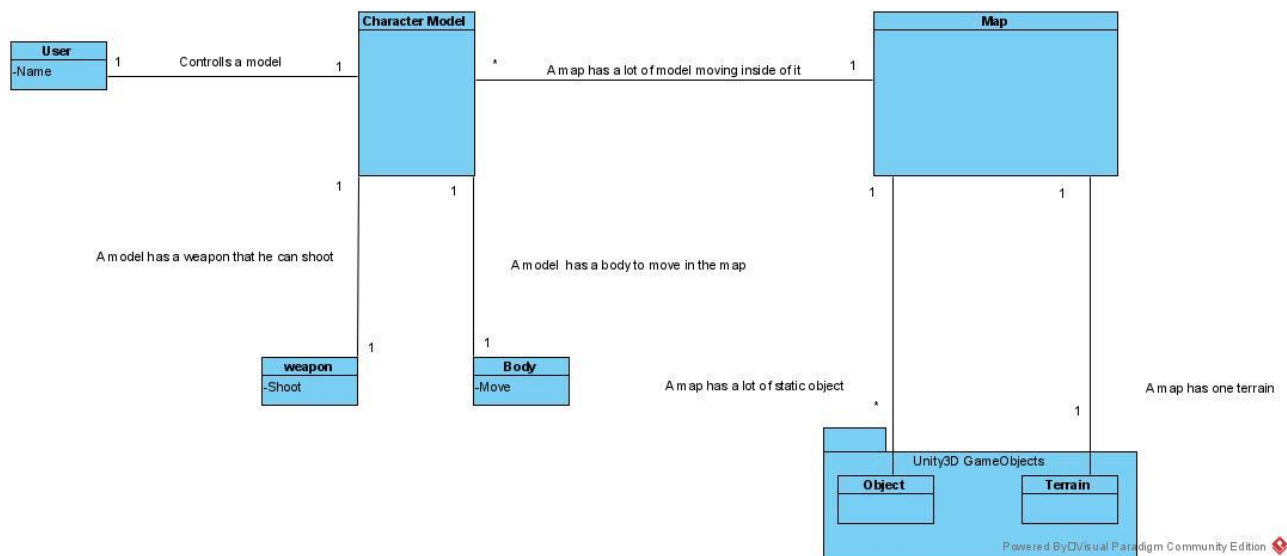 Character Model
Map
User
-Name
1
Controlls a model
1
*
A map has a lot of model moving inside of it
1
1
1
1
1
A model has a weapon that he can shoot
A model has a body to move in the map
1
1
weapon
-Shoot
Body
-Move
A map has a lot of static object
A map has one terrain
*
1
Unity3D GameObjects
Object
Terrain
Powered By Visual Paradigm Community Edition